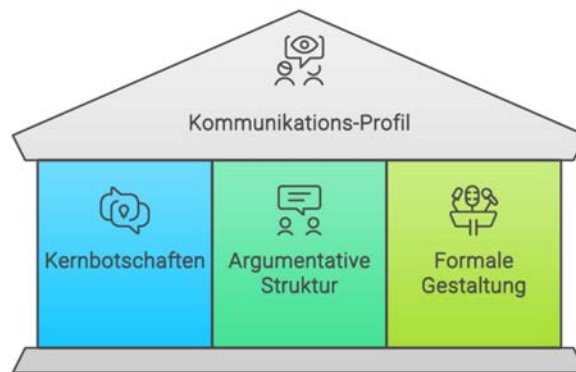 Kommunikations-Profil
Kernbotschaften
Argumentative
Struktur
Formale
Gestaltung